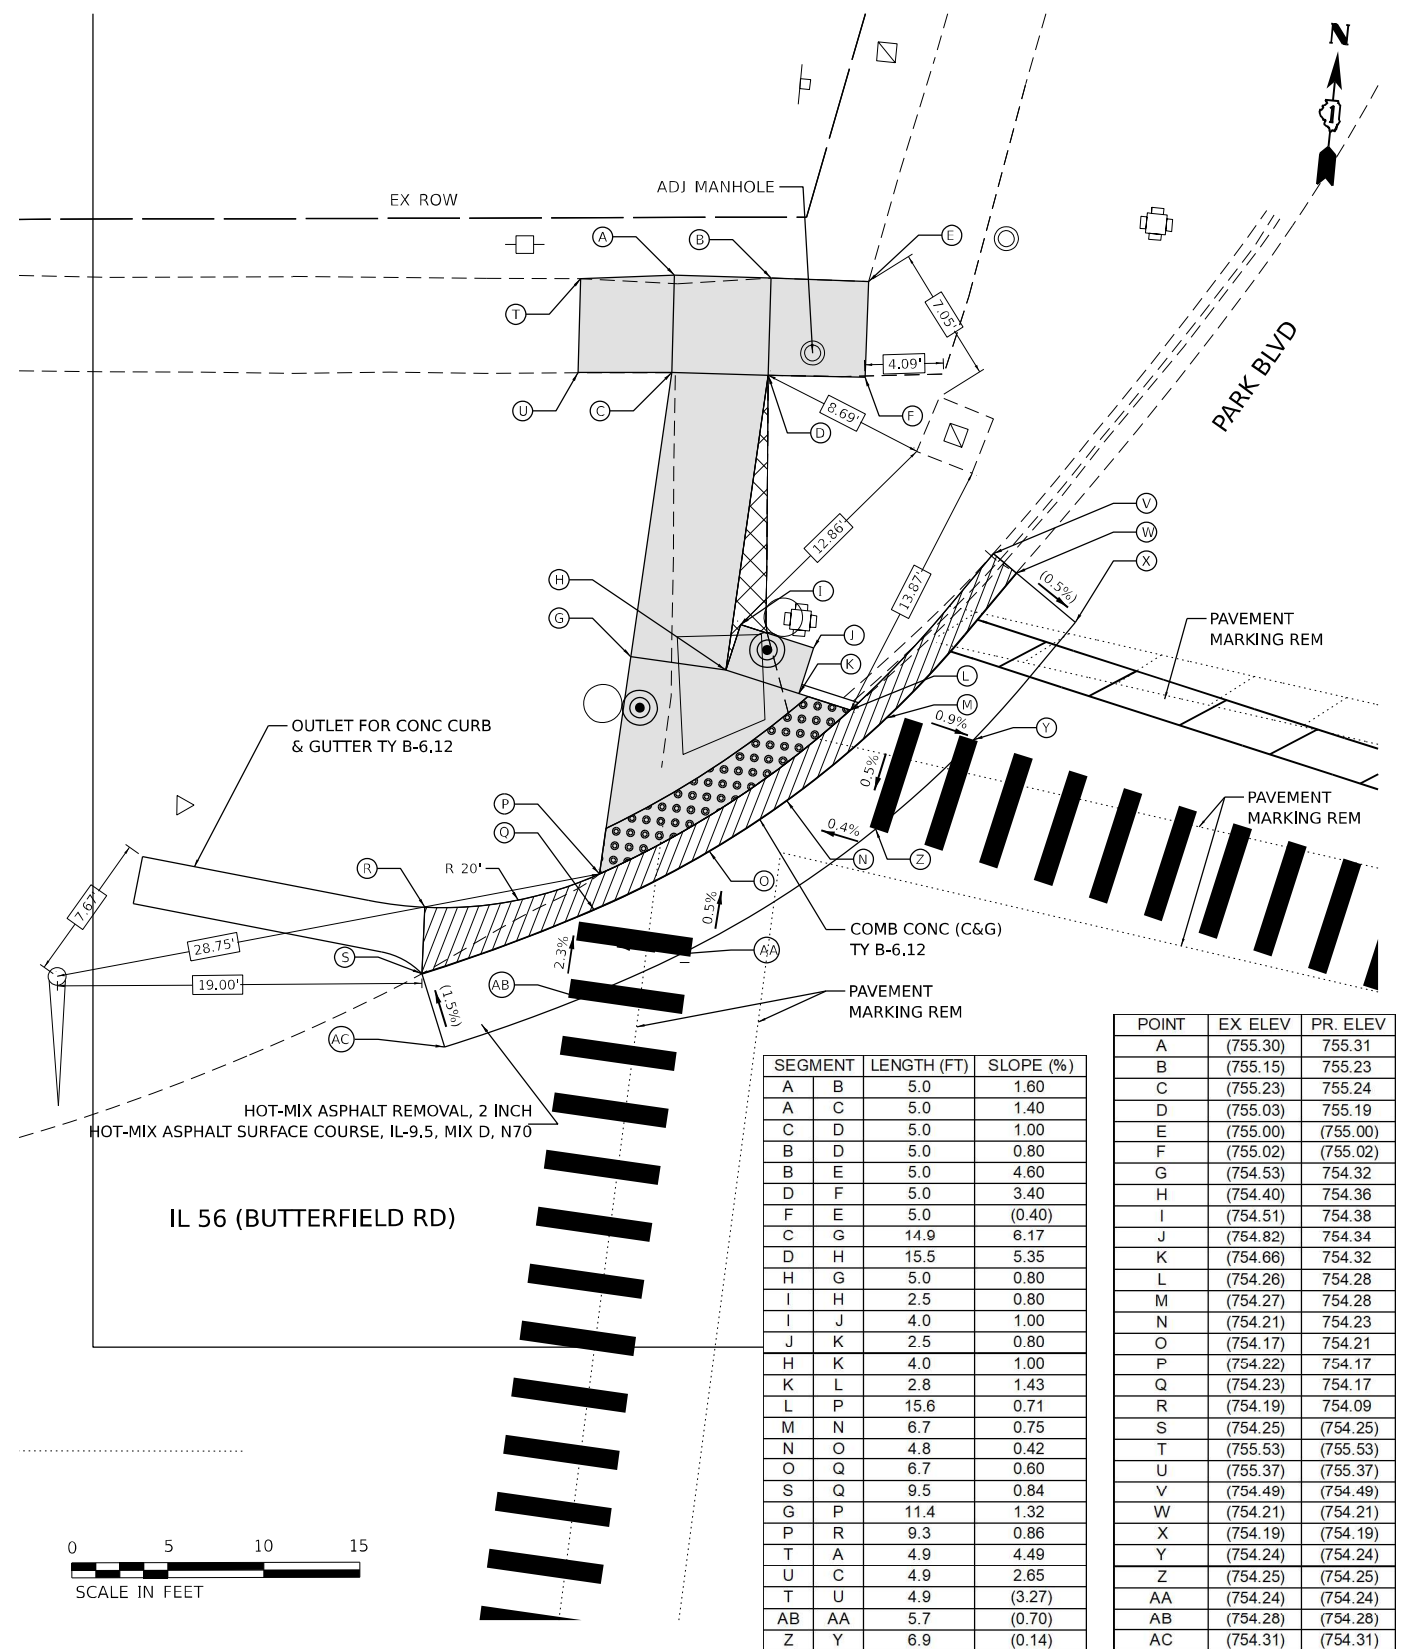 N
1
EX ROW
ADJ MANHOLE
A
B
E
T
7.05'
4.09'
PARK BLVD
U
C
8.69'
F
D
V
W
12.86'
X
H
I
(0.5%)
13.87'
G
J
PAVEMENT
MARKING REM
K
L
M
0.9%
Y
OUTLET FOR CONC CURB
& GUTTER TY B-6.12
0.5%
P
PAVEMENT
MARKING REM
Q
0.4%
N
Z
R
R 20'
O
7.67'
28.75'
0.5%
COMB CONC (C&G)
TY B-6.12
2.3%
AA
S
19.00'
(1.5%)
AB
PAVEMENT
MARKING REM
AC
HOT-MIX ASPHALT REMOVAL, 2 INCH
HOT-MIX ASPHALT SURFACE COURSE, IL-9.5, MIX D, N70
IL 56 (BUTTERFIELD RD)
0 5 10 15
SCALE IN FEET
SEGMENT LENGTH (FT) SLOPE (%)
A B 5.0 1.60
A C 5.0 1.40
C D 5.0 1.00
B D 5.0 0.80
B E 5.0 4.60
D F 5.0 3.40
F E 5.0 (0.40)
C G 14.9 6.17
D H 15.5 5.35
H G 5.0 0.80
I H 2.5 0.80
I J 4.0 1.00
J K 2.5 0.80
H K 4.0 1.00
K L 2.8 1.43
L P 15.6 0.71
M N 6.7 0.75
N O 4.8 0.42
O Q 6.7 0.60
S Q 9.5 0.84
G P 11.4 1.32
P R 9.3 0.86
T A 4.9 4.49
U C 4.9 2.65
T U 4.9 (3.27)
AB AA 5.7 (0.70)
Z Y 6.9 (0.14)
POINT EX. ELEV PR. ELEV
A (755.30) 755.31
B (755.15) 755.23
C (755.23) 755.24
D (755.03) 755.19
E (755.00) (755.00)
F (755.02) (755.02)
G (754.53) 754.32
H (754.40) 754.36
I (754.51) 754.38
J (754.82) 754.34
K (754.66) 754.32
L (754.26) 754.28
M (754.27) 754.28
N (754.21) 754.23
O (754.17) 754.21
P (754.22) 754.17
Q (754.23) 754.17
R (754.19) 754.09
S (754.25) (754.25)
T (755.53) (755.53)
U (755.37) (755.37)
V (754.49) (754.49)
W (754.21) (754.21)
X (754.19) (754.19)
Y (754.24) (754.24)
Z (754.25) (754.25)
AA (754.24) (754.24)
AB (754.28) (754.28)
AC (754.31) (754.31)